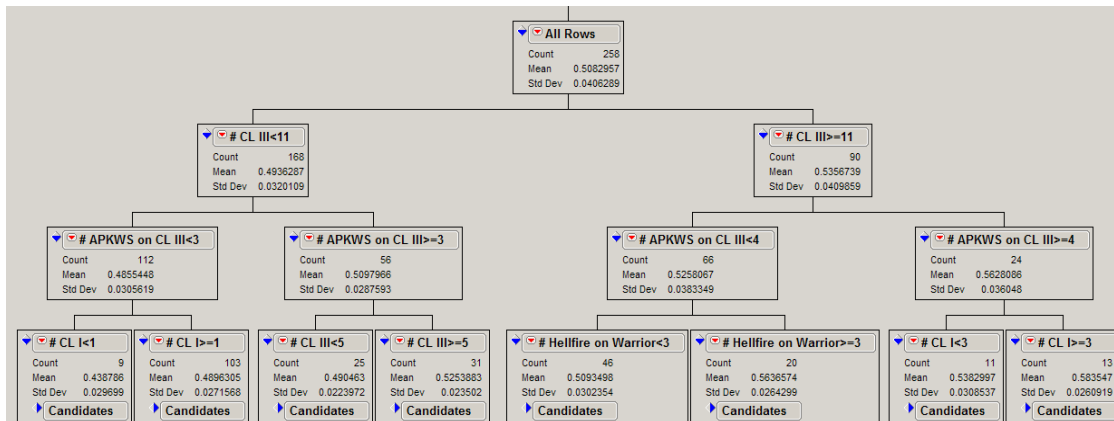 All Rows
Count 258
Mean 0.5082957
Std Dev 0.0406289
# CL III<11
Count 168
Mean 0.4936287
Std Dev 0.0320109
# CL III>=11
Count 90
Mean 0.5356739
Std Dev 0.0409859
# APKWS on CL III<3
Count 112
Mean 0.4855448
Std Dev 0.0305619
# APKWS on CL III>=3
Count 56
Mean 0.5097966
Std Dev 0.0287593
# APKWS on CL III<4
Count 66
Mean 0.5258067
Std Dev 0.0383349
# APKWS on CL III>=4
Count 24
Mean 0.5628086
Std Dev 0.036048
# CL I<1
Count 9
Mean 0.438786
Std Dev 0.029699
Candidates
# CL I>=1
Count 103
Mean 0.4896305
Std Dev 0.0271568
Candidates
# CL III<5
Count 25
Mean 0.490463
Std Dev 0.0223972
Candidates
# CL III>=5
Count 31
Mean 0.5253883
Std Dev 0.023502
Candidates
# Hellfire on Warrior<3
Count 46
Mean 0.5093498
Std Dev 0.0302354
Candidates
# Hellfire on Warrior>=3
Count 20
Mean 0.5636574
Std Dev 0.0264299
Candidates
# CL I<3
Count 11
Mean 0.5382997
Std Dev 0.0308537
Candidates
# CL I>=3
Count 13
Mean 0.583547
Std Dev 0.0260919
Candidates